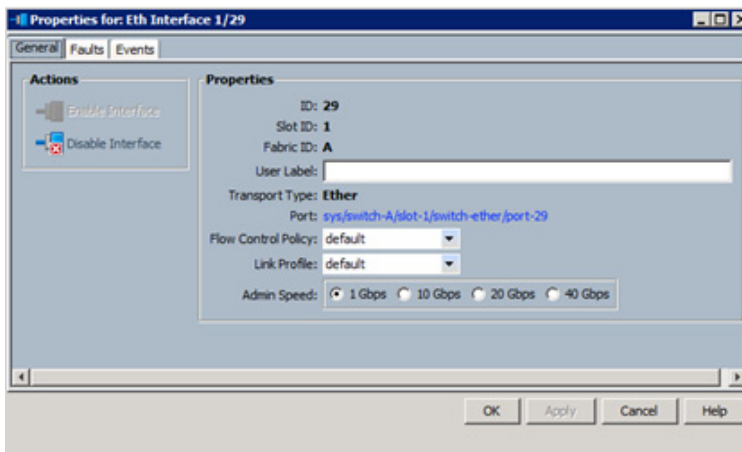 Properties for: Eth Interface 1/29
General Faults Events
Actions
Enable Interface
Disable Interface
Properties
ID: 29
Slot ID: 1
Fabric ID: A
User Label:
Transport Type: Ether
Port: sys/switch-A/slot-1/switch-ether/port-29
Flow Control Policy: default
Link Profile: default
Admin Speed: 1 Gbps 10 Gbps 20 Gbps 40 Gbps
OK Apply Cancel Help